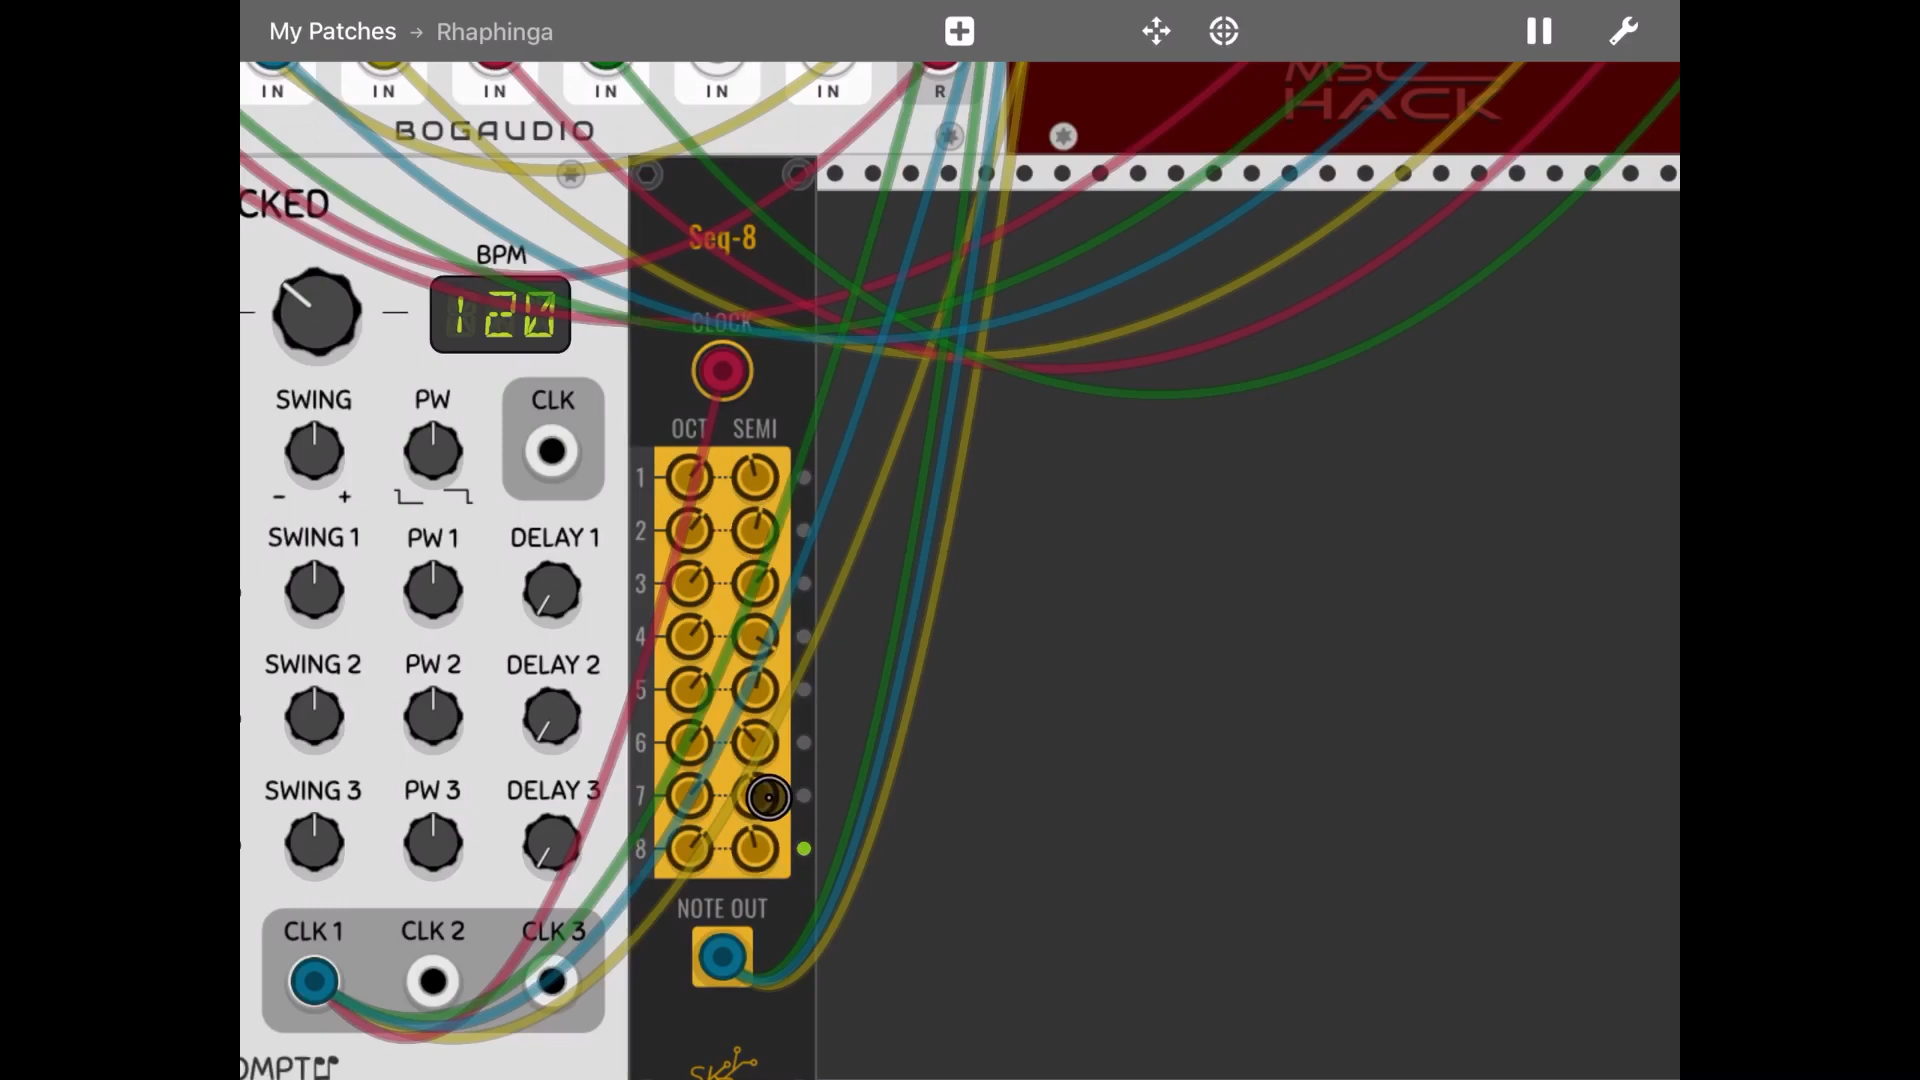 My Patches → Rhaphinga
IN IN IN IN IN IN R
BOGAUDIO
HACK
CKED
BPM
120
Seq-8
CLOCK
SWING PW CLK
- +
OCT SEMI
1
2
3
4
5
6
7
8
SWING 1 PW 1 DELAY 1
SWING 2 PW 2 DELAY 2
SWING 3 PW 3 DELAY 3
NOTE OUT
CLK 1 CLK 2 CLK 3